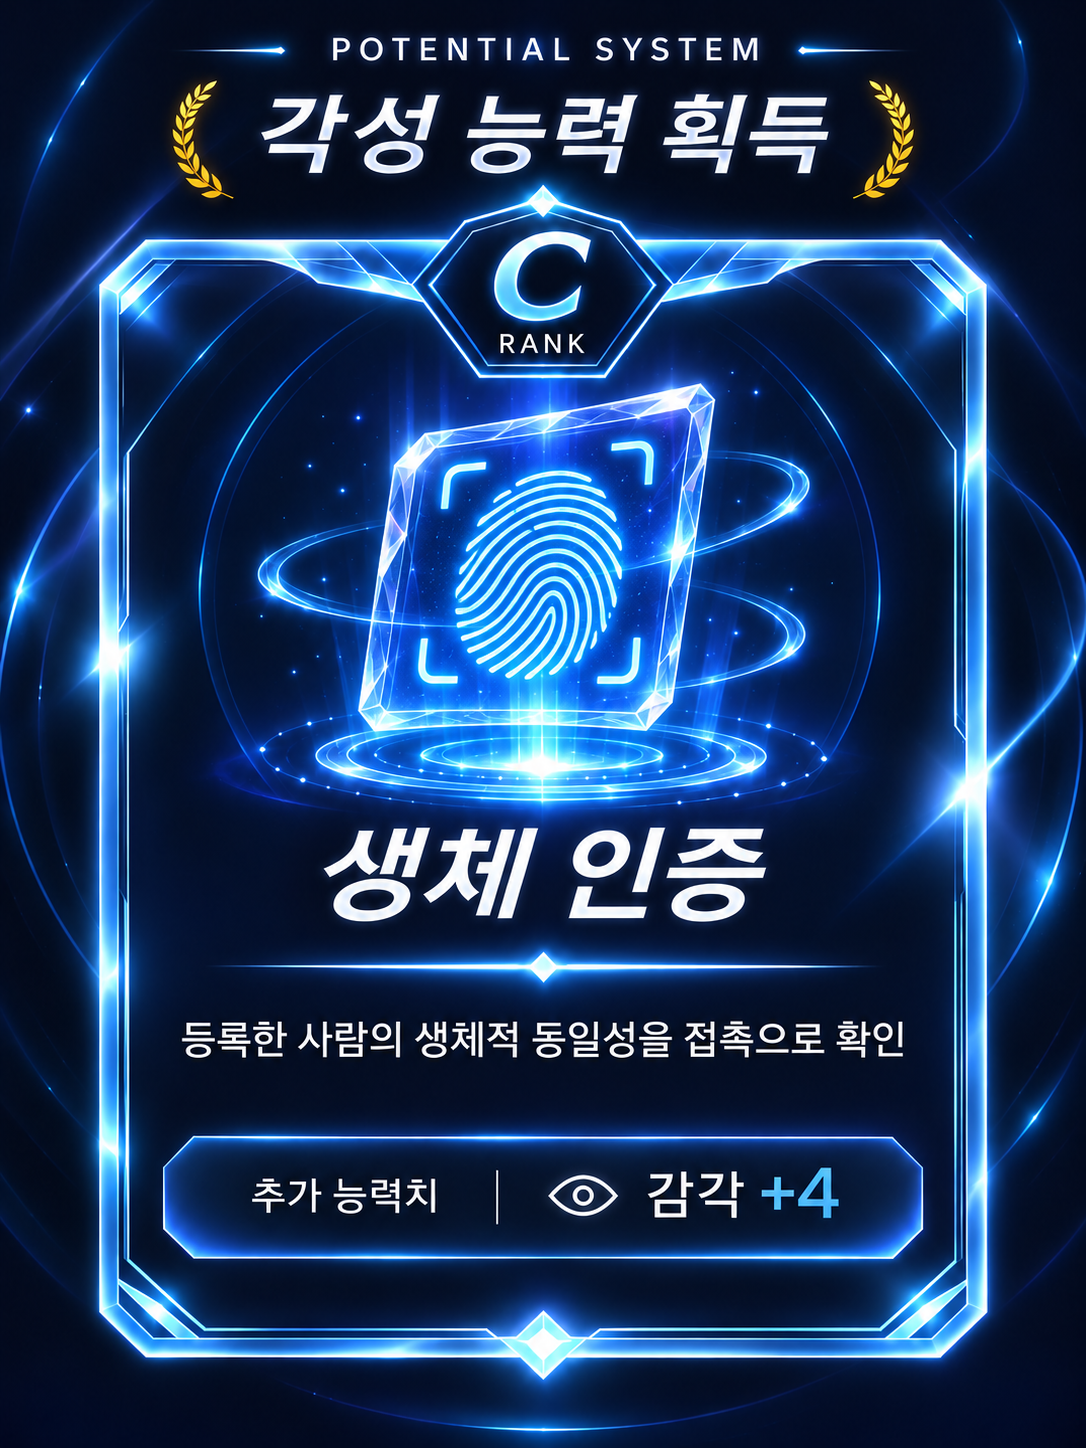 POTENTIAL SYSTEM
각성 능력 획득
C
RANK
생체 인증
등록한 사람의 생체적 동일성을 접촉으로 확인
추가 능력치
감각 +4